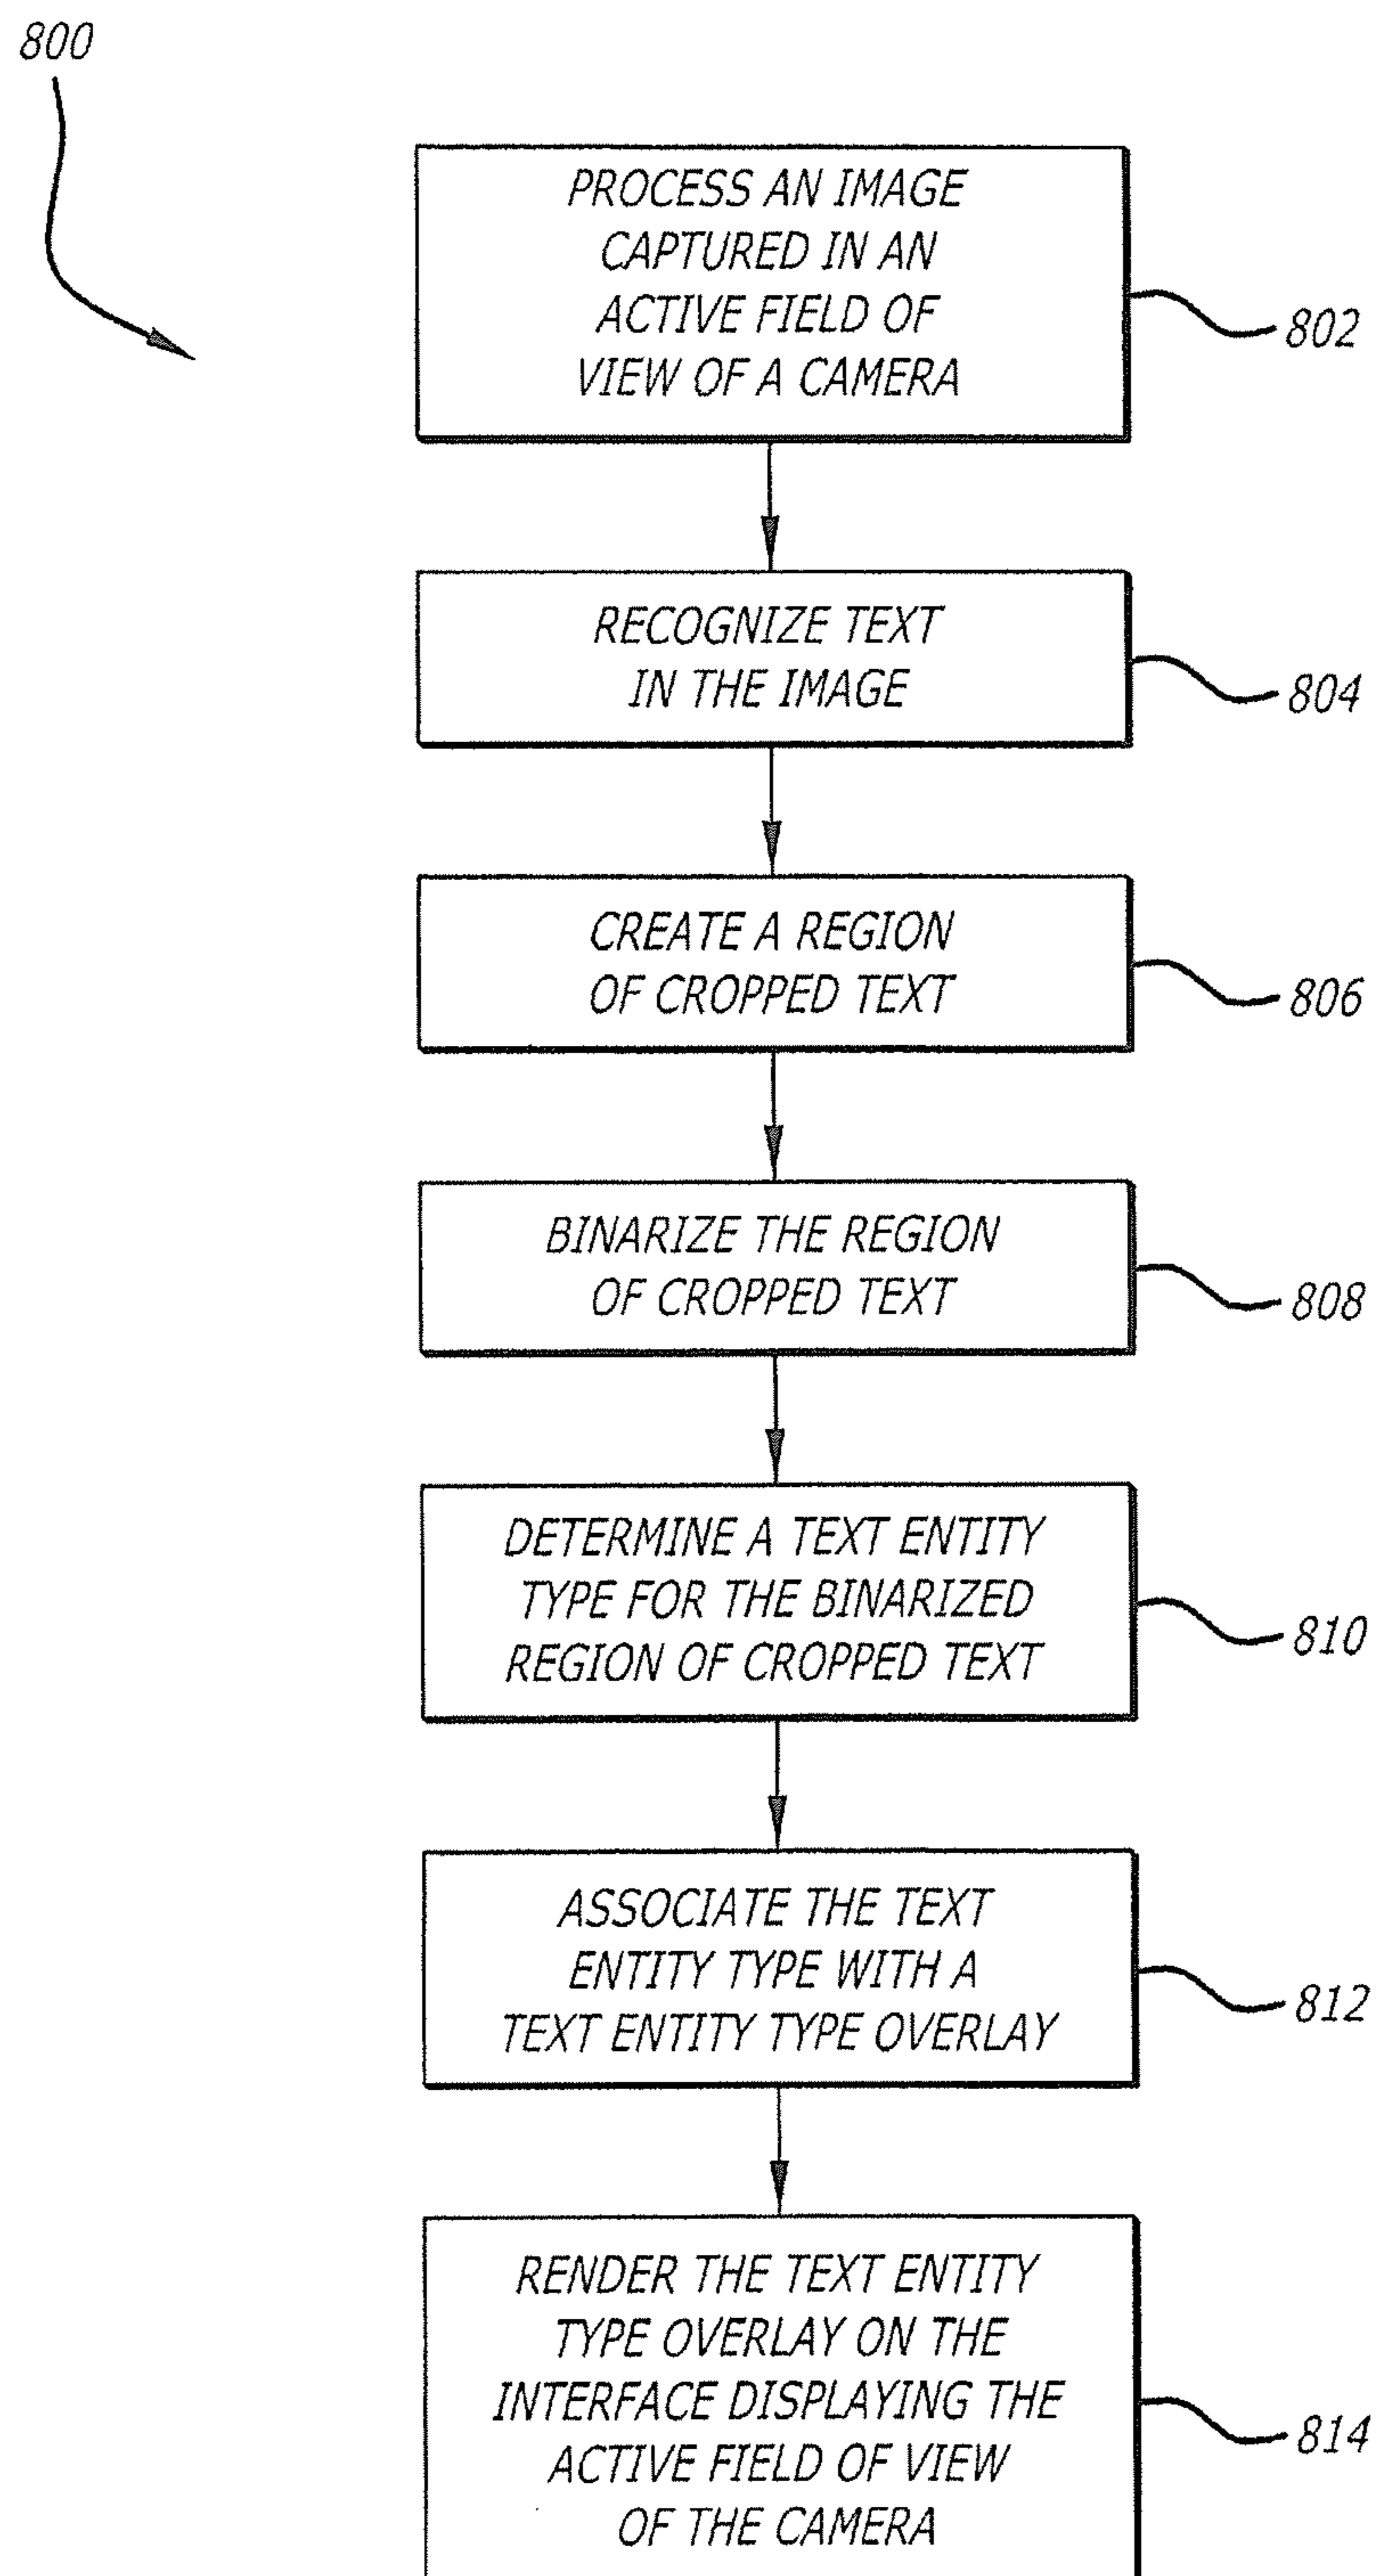 800
PROCESS AN IMAGE
CAPTURED IN AN
ACTIVE FIELD OF
VIEW OF A CAMERA
802
RECOGNIZE TEXT
IN THE IMAGE
804
CREATE A REGION
OF CROPPED TEXT
806
BINARIZE THE REGION
OF CROPPED TEXT
808
DETERMINE A TEXT ENTITY
TYPE FOR THE BINARIZED
REGION OF CROPPED TEXT
810
ASSOCIATE THE TEXT
ENTITY TYPE WITH A
TEXT ENTITY TYPE OVERLAY
812
RENDER THE TEXT ENTITY
TYPE OVERLAY ON THE
INTERFACE DISPLAYING THE
ACTIVE FIELD OF VIEW
OF THE CAMERA
814